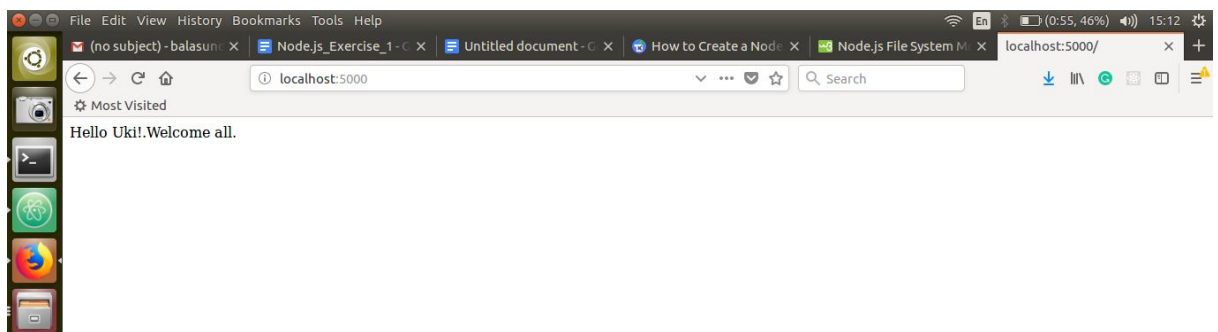 File Edit View History Bookmarks Tools Help En (0:55, 46%) 15:12
(no subject) - balasun Node.js_Exercise_1 - G Untitled document - G How to Create a Node Node.js File System M localhost:5000/
localhost:5000 Search
Most Visited
Hello Uki!.Welcome all.